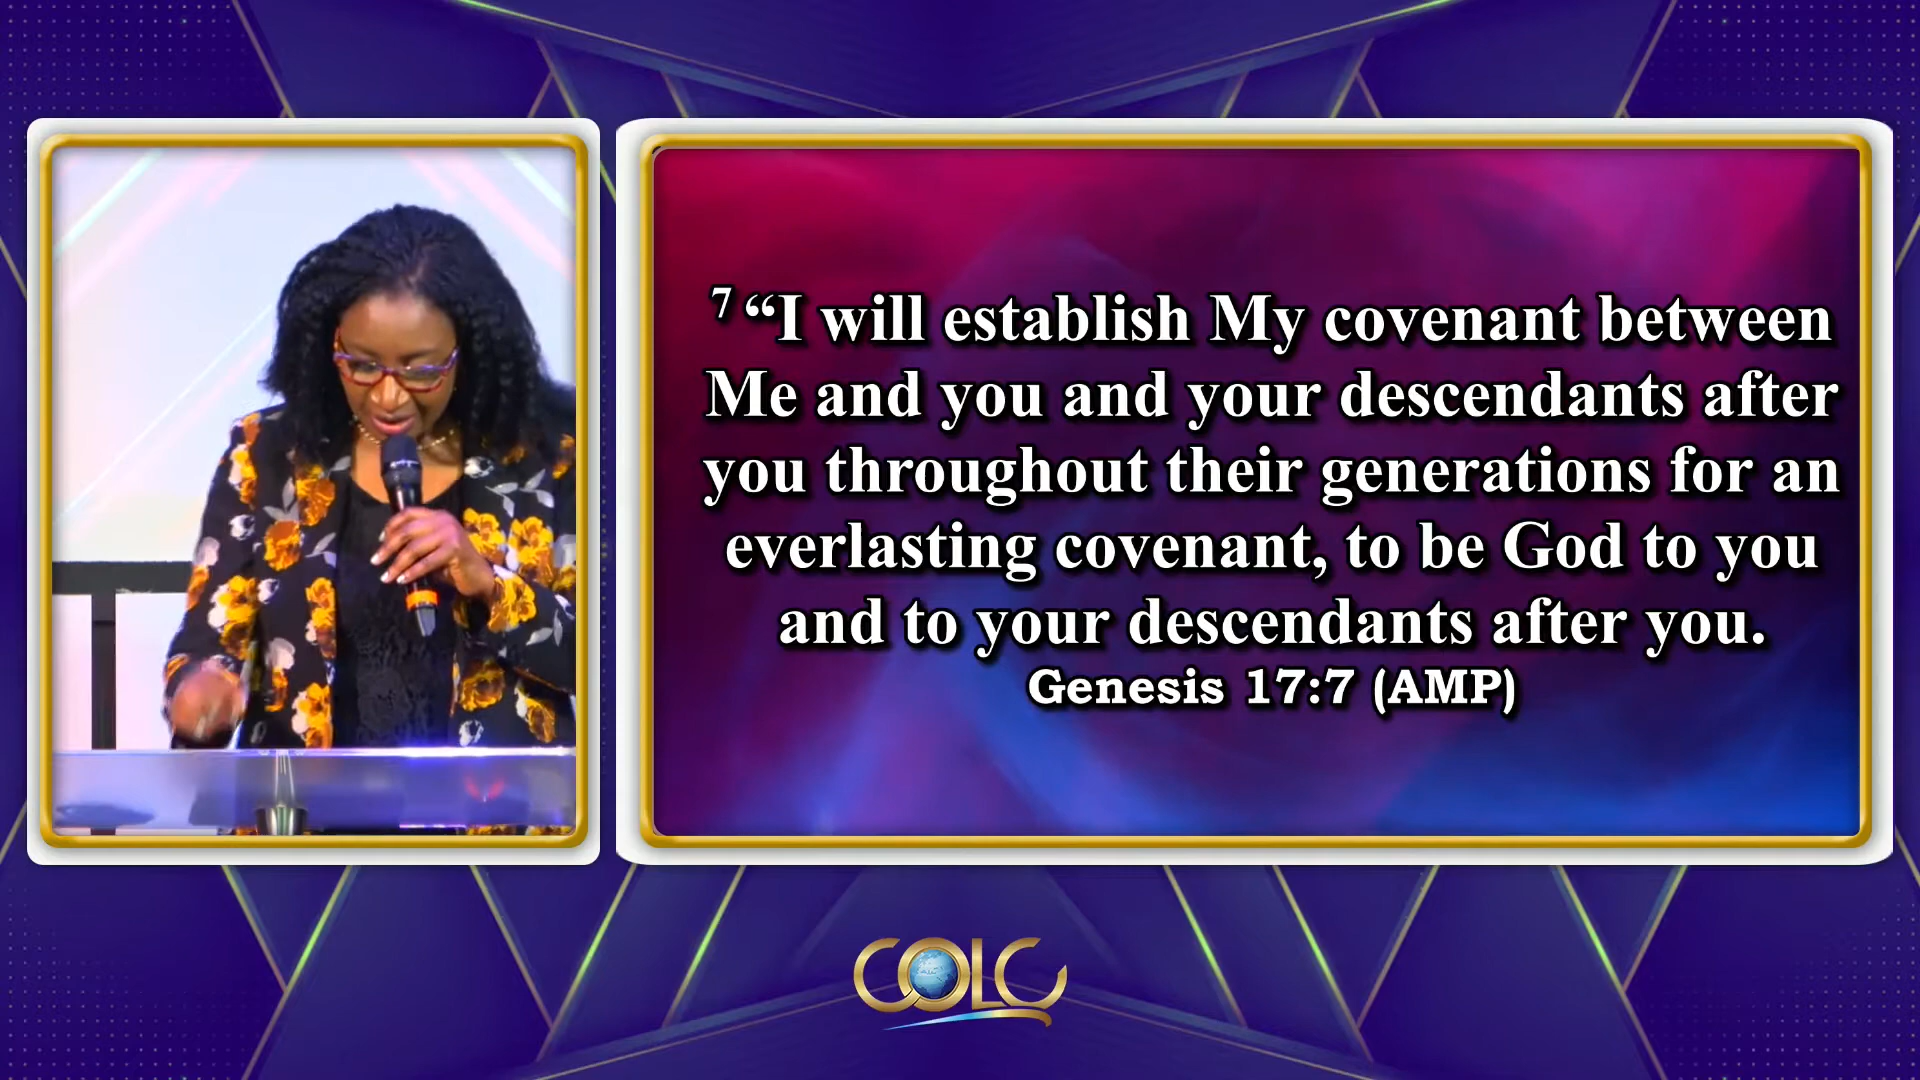 7 “I will establish My covenant between
Me and you and your descendants after
you throughout their generations for an
everlasting covenant, to be God to you
and to your descendants after you.
Genesis 17:7 (AMP)
COLC